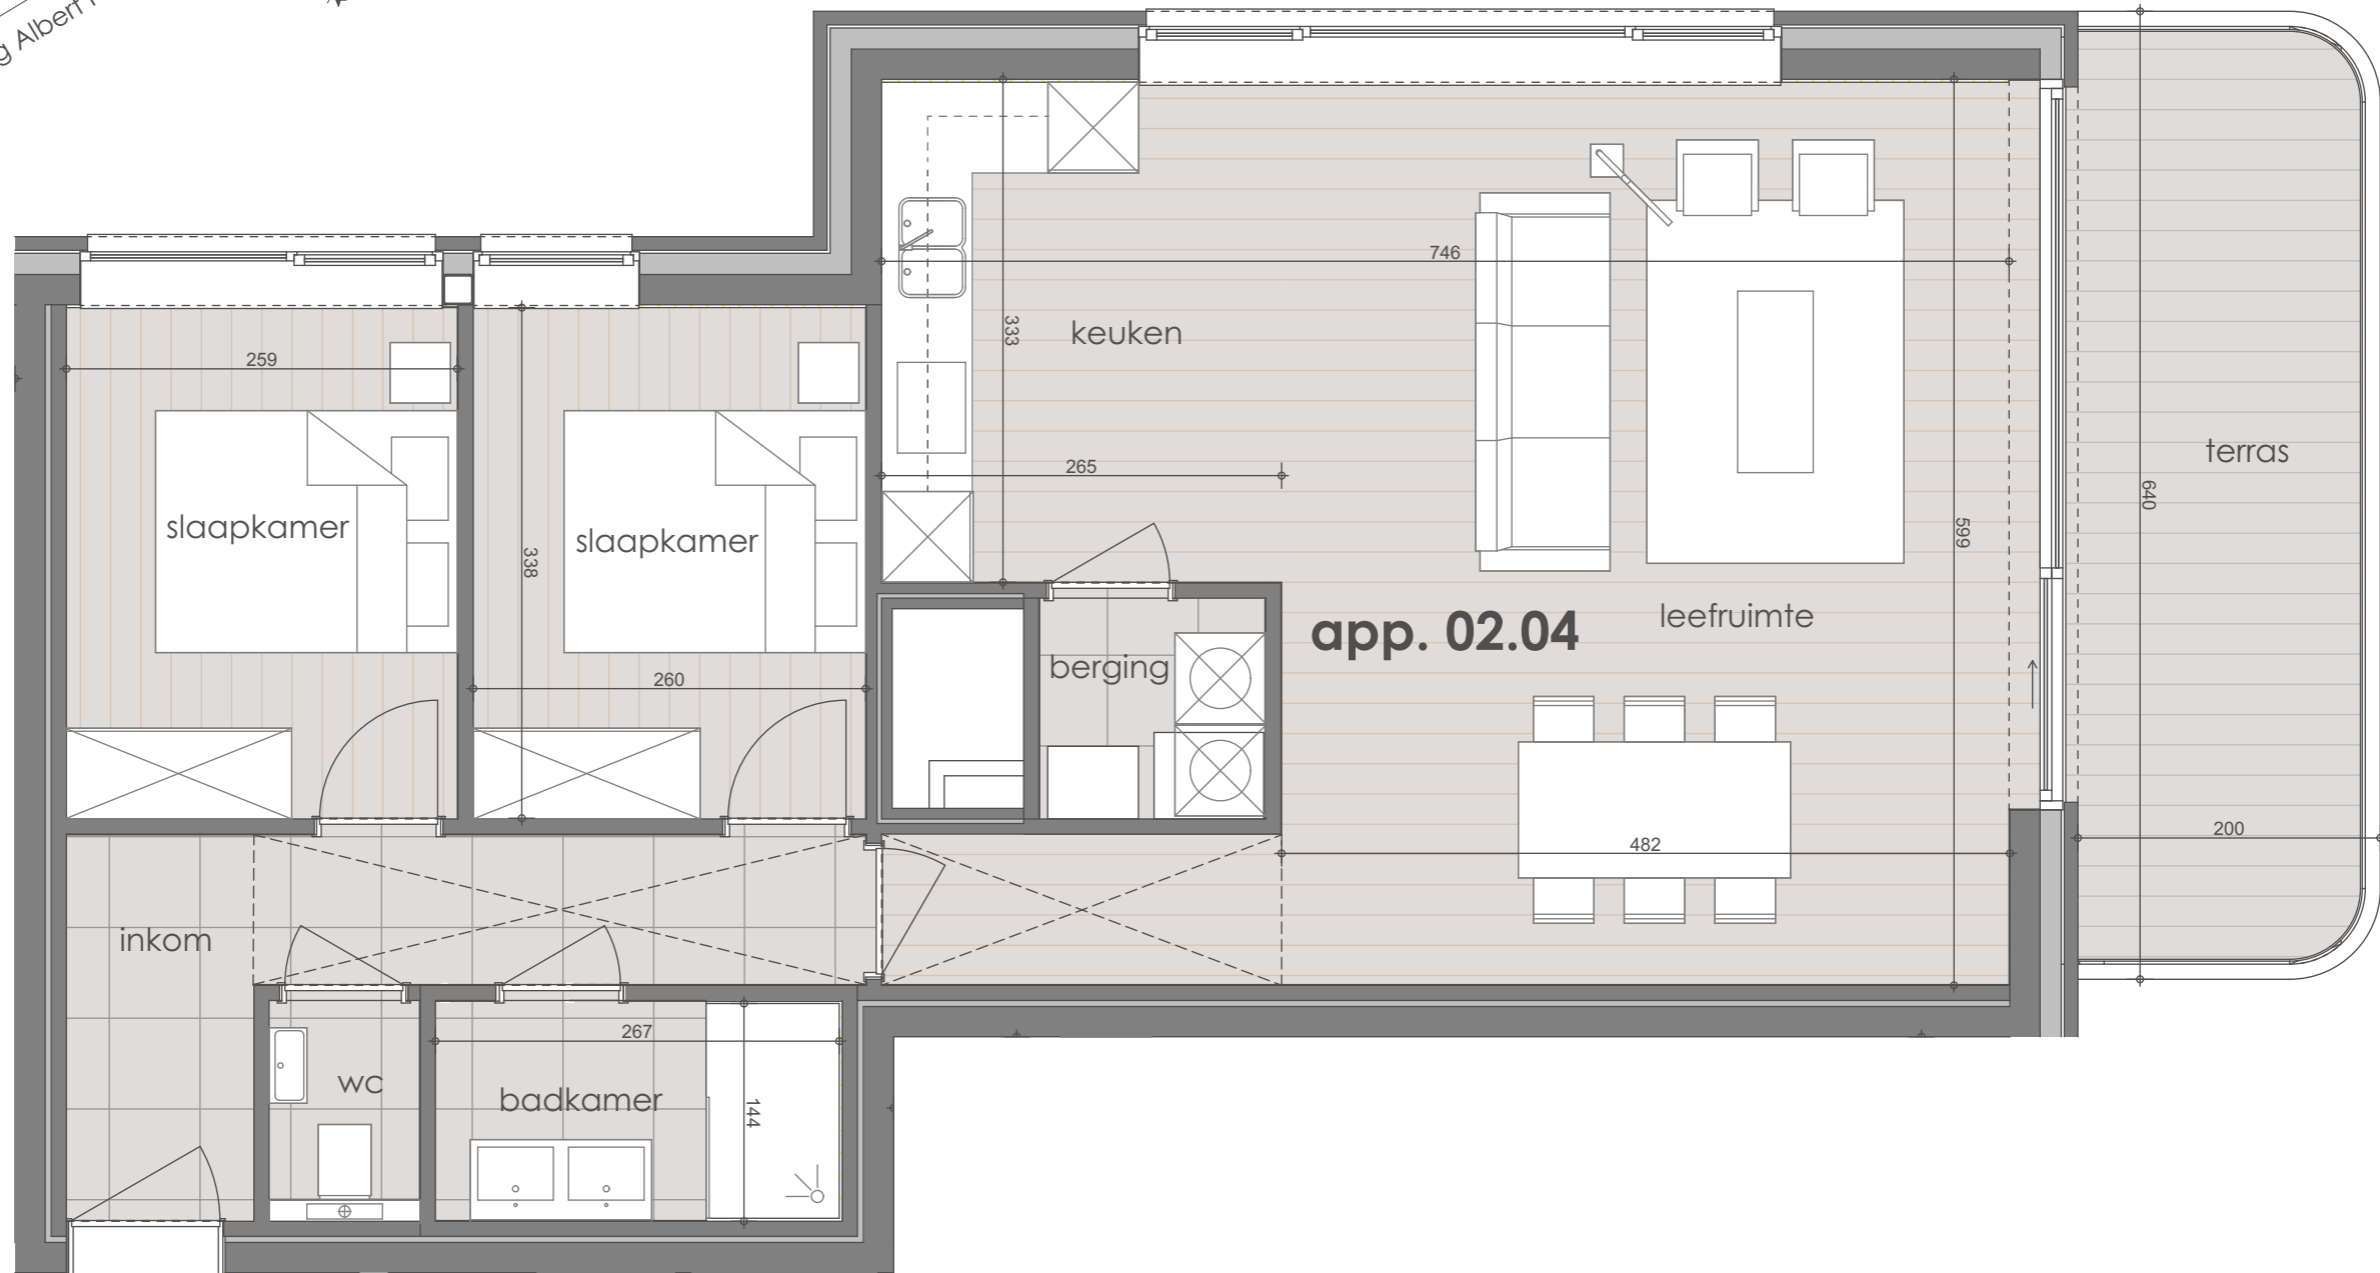 g Albert
746
333
keuken
259
265
terras
640
slaapkamer
slaapkamer
338
599
app. 02.04
leefruimte
berging
260
200
482
inkom
267
wc
badkamer
144